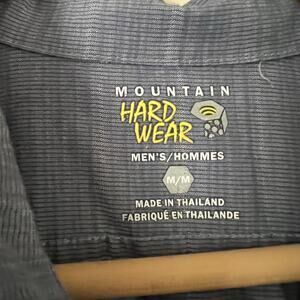 MOUNTAIN
HARD
WEAR
MEN'S/HOMMES
M/M
MADE IN THAILAND
FABRIQUÉ EN THAILANDE